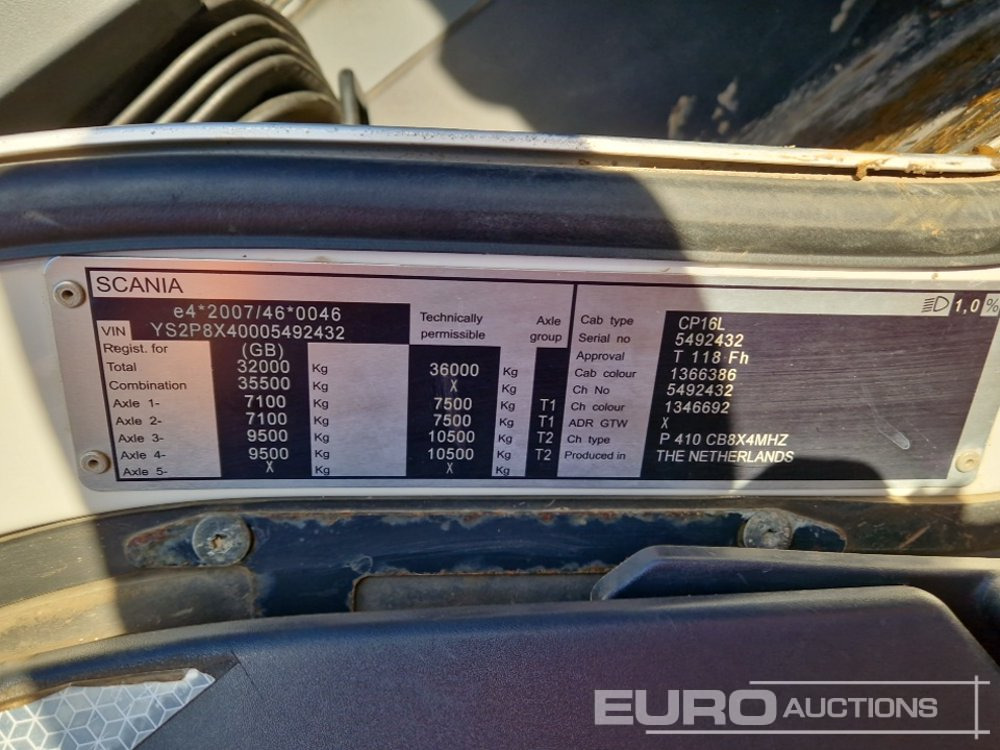 SCANIA
e4*2007/46*0046
VIN YS2P8X40005492432
Regist. for (GB) Technically permissible Axle group
Total 32000 Kg 36000 Kg
Combination 35500 Kg X Kg
Axle 1- 7100 Kg 7500 Kg T1
Axle 2- 7100 Kg 7500 Kg T1
Axle 3- 9500 Kg 10500 Kg T2
Axle 4- 9500 Kg 10500 Kg T2
Axle 5- X Kg X Kg
1,0 %
Cab type CP16L
Serial no 5492432
Approval T 118 Fh
Cab colour 1366386
Ch No 5492432
Ch colour 1346692
ADR GTW X
Ch type P 410 CB8X4MHZ
Produced in THE NETHERLANDS
EURO AUCTIONS